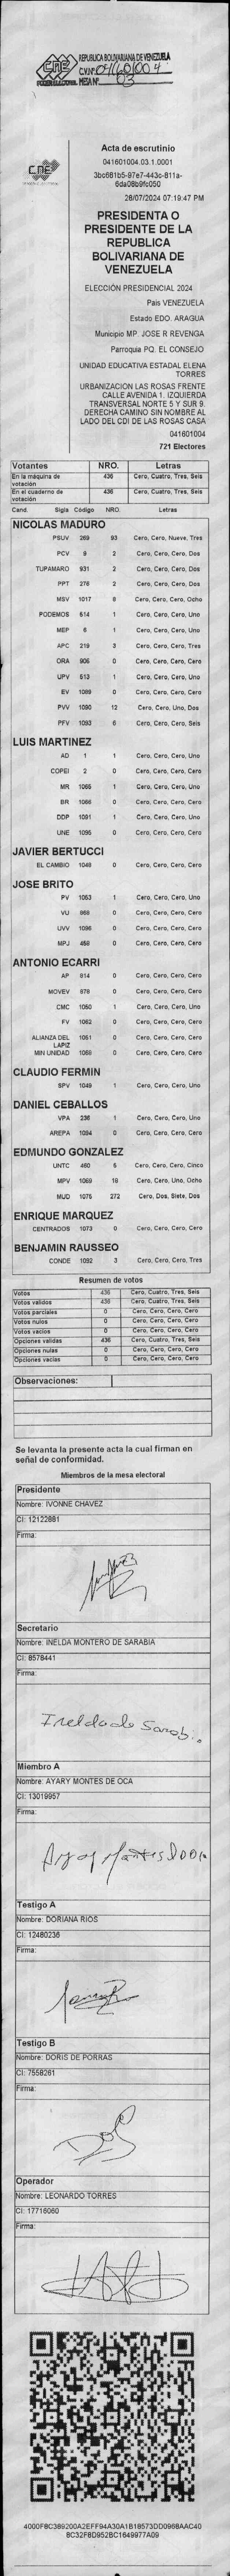 REPUBLICA BOLIVARIANA DE VENEZUELA
C.V.Nº 041601004
MESA Nº 03
CNE
PODER ELECTORAL
Acta de escrutinio
041601004.03.1.0001
3bc681b5-97e7-443c-811a-
6da08b9fc050
28/07/2024 07:19:47 PM
PRESIDENTA O
PRESIDENTE DE LA
REPUBLICA
BOLIVARIANA DE
VENEZUELA
ELECCIÓN PRESIDENCIAL 2024
País VENEZUELA
Estado EDO. ARAGUA
Municipio MP. JOSE R REVENGA
Parroquia PQ. EL CONSEJO
UNIDAD EDUCATIVA ESTADAL ELENA
TORRES
URBANIZACION LAS ROSAS FRENTE
CALLE AVENIDA 1. IZQUIERDA
TRANSVERSAL NORTE 5 Y SUR 9.
DERECHA CAMINO SIN NOMBRE AL
LADO DEL CDI DE LAS ROSAS CASA
041601004
721 Electores
Votantes NRO. Letras
En la máquina de votación 436 Cero, Cuatro, Tres, Seis
En el cuaderno de votación 436 Cero, Cuatro, Tres, Seis
Cand. Sigla Código NRO. Letras
NICOLAS MADURO
PSUV 269 93 Cero, Cero, Nueve, Tres
PCV 9 2 Cero, Cero, Cero, Dos
TUPAMARO 931 2 Cero, Cero, Cero, Dos
PPT 278 2 Cero, Cero, Cero, Dos
MSV 1017 8 Cero, Cero, Cero, Ocho
PODEMOS 514 1 Cero, Cero, Cero, Uno
MEP 6 1 Cero, Cero, Cero, Uno
APC 219 3 Cero, Cero, Cero, Tres
ORA 906 0 Cero, Cero, Cero, Cero
UPV 513 1 Cero, Cero, Cero, Uno
EV 1089 0 Cero, Cero, Cero, Cero
PVV 1090 12 Cero, Cero, Uno, Dos
PFV 1093 6 Cero, Cero, Cero, Seis
LUIS MARTINEZ
AD 1 1 Cero, Cero, Cero, Uno
COPEI 2 0 Cero, Cero, Cero, Cero
MR 1065 1 Cero, Cero, Cero, Uno
BR 1066 0 Cero, Cero, Cero, Cero
DDP 1091 1 Cero, Cero, Cero, Uno
UNE 1095 0 Cero, Cero, Cero, Cero
JAVIER BERTUCCI
EL CAMBIO 1048 0 Cero, Cero, Cero, Cero
JOSE BRITO
PV 1053 1 Cero, Cero, Cero, Uno
VU 868 0 Cero, Cero, Cero, Cero
UVV 1096 0 Cero, Cero, Cero, Cero
MPJ 458 0 Cero, Cero, Cero, Cero
ANTONIO ECARRI
AP 814 0 Cero, Cero, Cero, Cero
MOVEV 878 0 Cero, Cero, Cero, Cero
CMC 1050 1 Cero, Cero, Cero, Uno
FV 1062 0 Cero, Cero, Cero, Cero
ALIANZA DEL LAPIZ 1051 0 Cero, Cero, Cero, Cero
MIN UNIDAD 1058 0 Cero, Cero, Cero, Cero
CLAUDIO FERMIN
SPV 1049 1 Cero, Cero, Cero, Uno
DANIEL CEBALLOS
VPA 236 1 Cero, Cero, Cero, Uno
AREPA 1094 0 Cero, Cero, Cero, Cero
EDMUNDO GONZALEZ
UNTC 460 5 Cero, Cero, Cero, Cinco
MPV 1069 18 Cero, Cero, Uno, Ocho
MUD 1075 272 Cero, Dos, Siete, Dos
ENRIQUE MARQUEZ
CENTRADOS 1073 0 Cero, Cero, Cero, Cero
BENJAMIN RAUSSEO
CONDE 1092 3 Cero, Cero, Cero, Tres
Resumen de votos
Votos 436 Cero, Cuatro, Tres, Seis
Votos validos 436 Cero, Cuatro, Tres, Seis
Votos parciales 0 Cero, Cero, Cero, Cero
Votos nulos 0 Cero, Cero, Cero, Cero
Votos vacios 0 Cero, Cero, Cero, Cero
Opciones validas 436 Cero, Cuatro, Tres, Seis
Opciones nulas 0 Cero, Cero, Cero, Cero
Opciones vacias 0 Cero, Cero, Cero, Cero
Observaciones:
Se levanta la presente acta la cual firman en
señal de conformidad.
Miembros de la mesa electoral
Presidente
Nombre: IVONNE CHAVEZ
CI: 12122881
Firma:
Secretario
Nombre: INELDA MONTERO DE SARABIA
CI: 8578441
Firma:
Inelda de Sarabi
Miembro A
Nombre: AYARY MONTES DE OCA
CI: 13019957
Firma:
Testigo A
Nombre: DORIANA RIOS
CI: 12480236
Firma:
Testigo B
Nombre: DORIS DE PORRAS
CI: 7558261
Firma:
Operador
Nombre: LEONARDO TORRES
CI: 17716060
Firma:
4000F8C389200A2EFF94A30A1B18573DD096BAAC40
8C32F8D952BC1649977A09